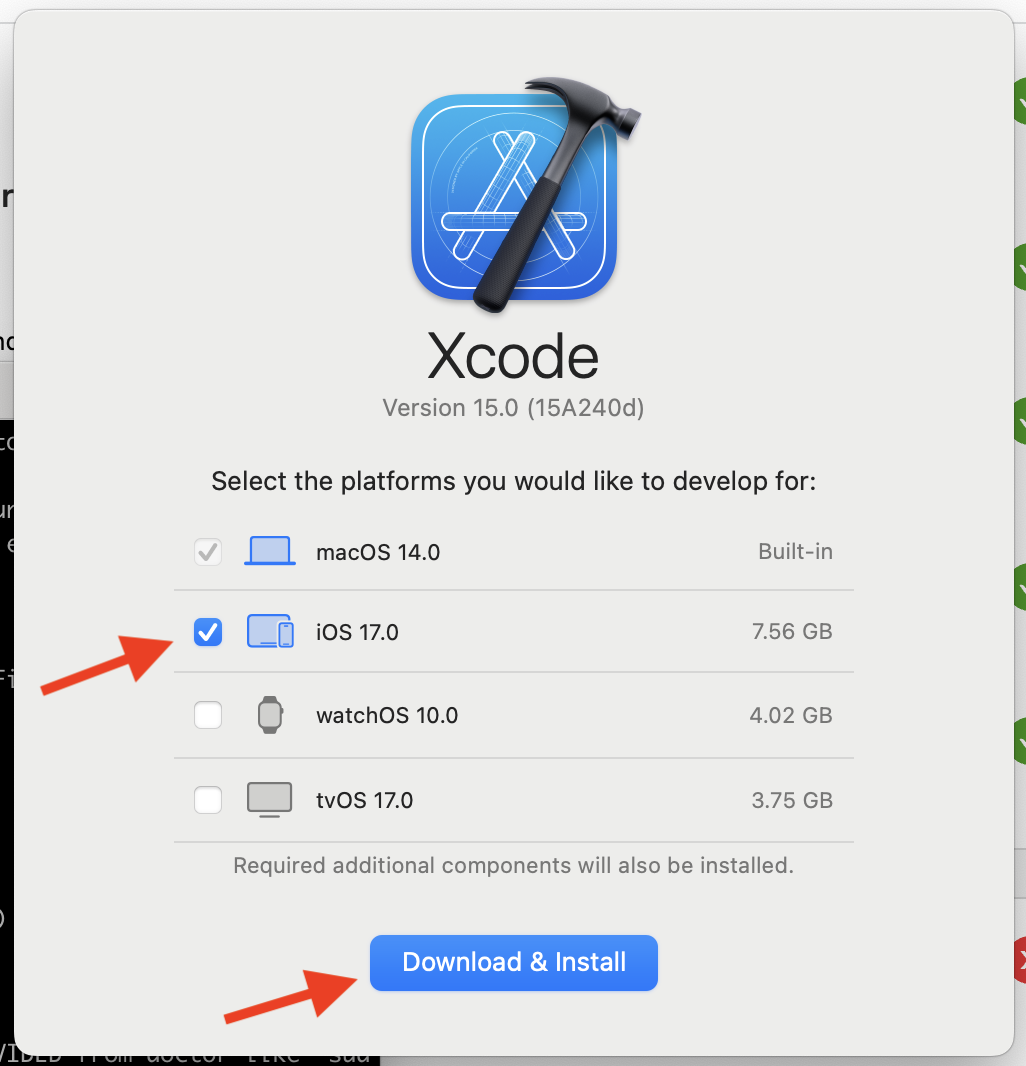 Xcode
Version 15.0 (15A240d)
Select the platforms you would like to develop for:
macOS 14.0 Built-in
iOS 17.0 7.56 GB
watchOS 10.0 4.02 GB
tvOS 17.0 3.75 GB
Required additional components will also be installed.
Download & Install